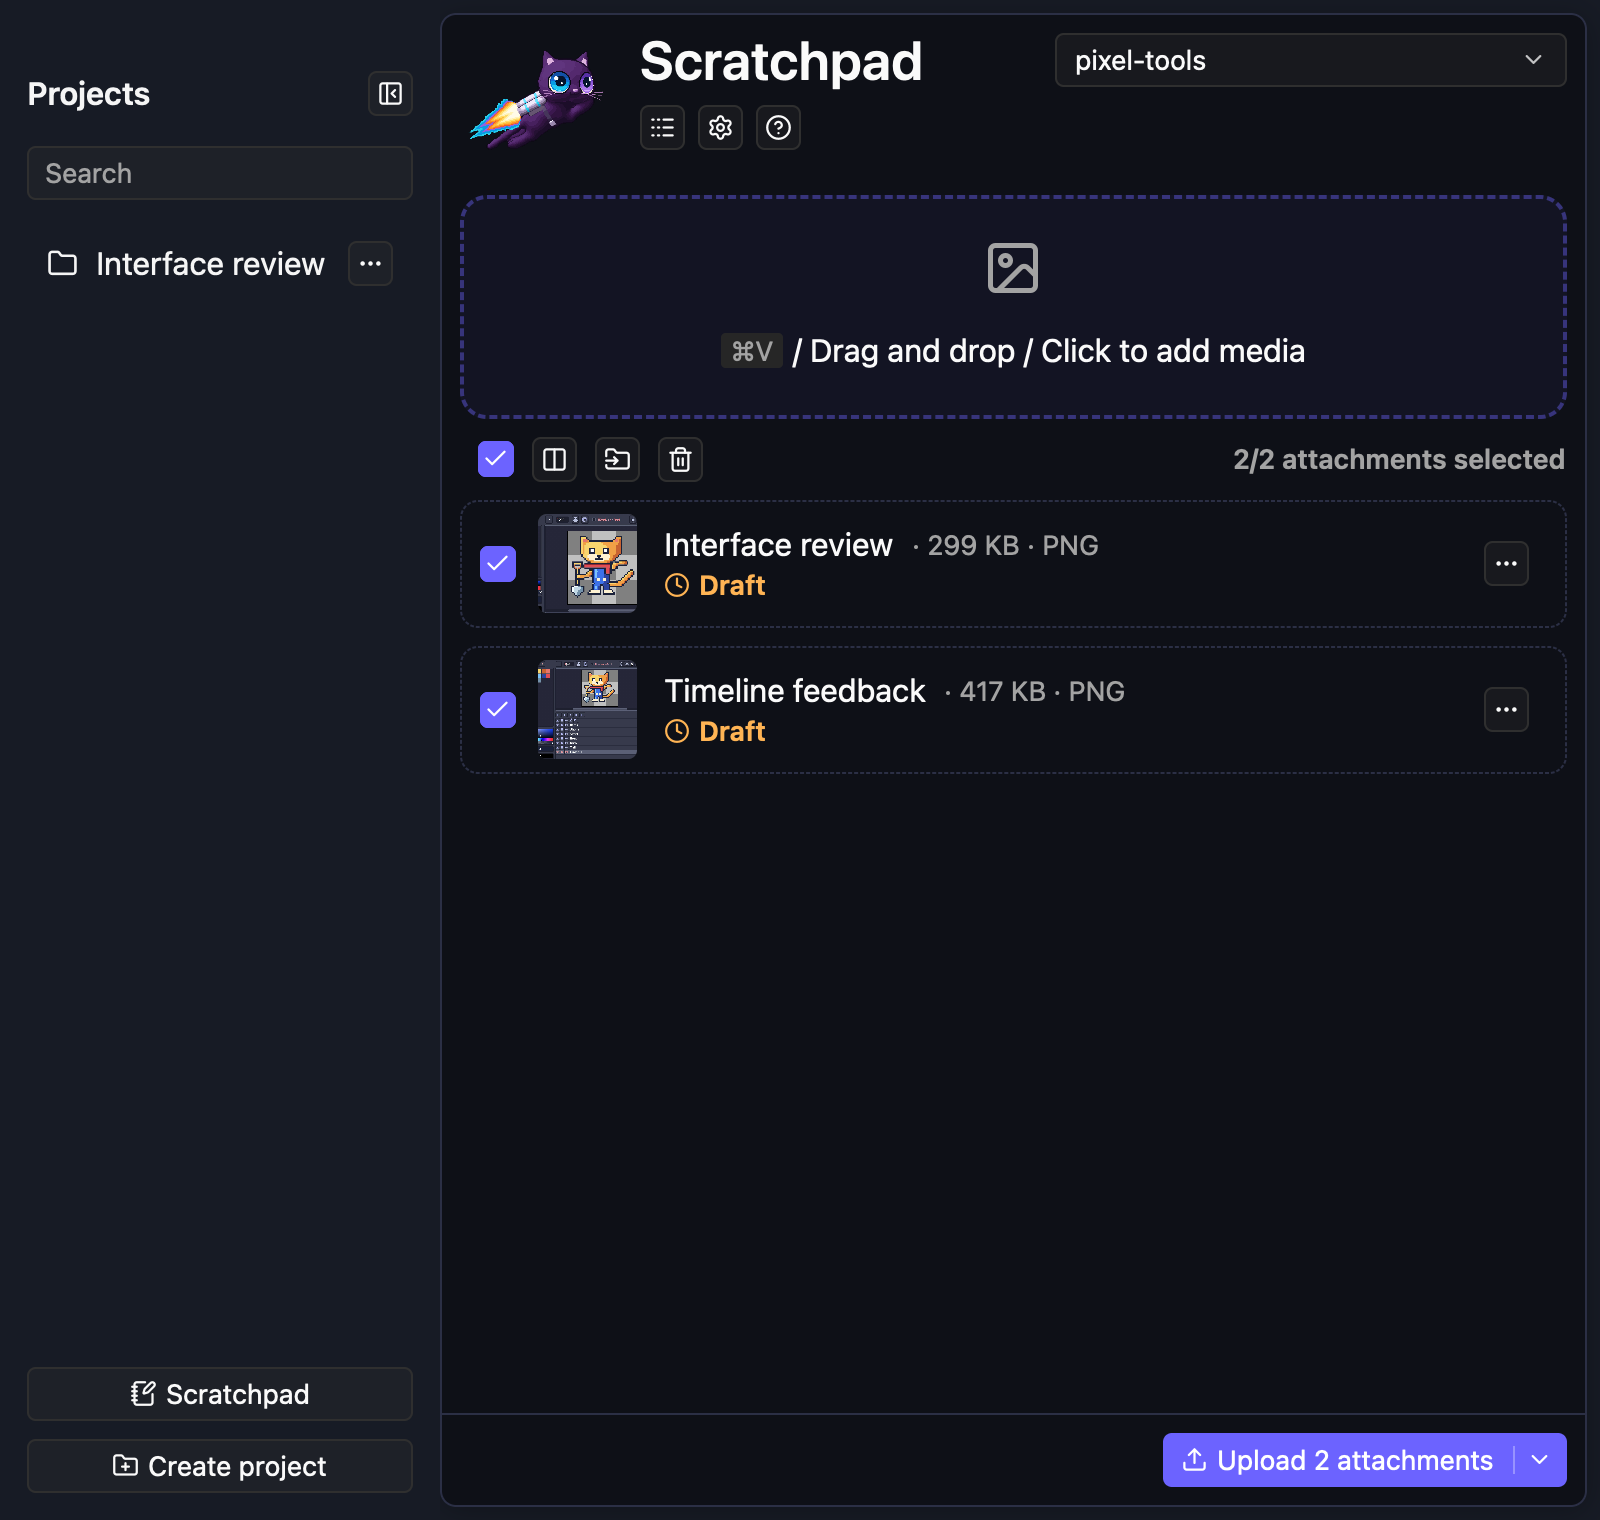 Projects
Search
Interface review
Scratchpad
Create project
Scratchpad
pixel-tools
⌘V / Drag and drop / Click to add media
2/2 attachments selected
Interface review · 299 KB · PNG
Draft
Timeline feedback · 417 KB · PNG
Draft
Upload 2 attachments